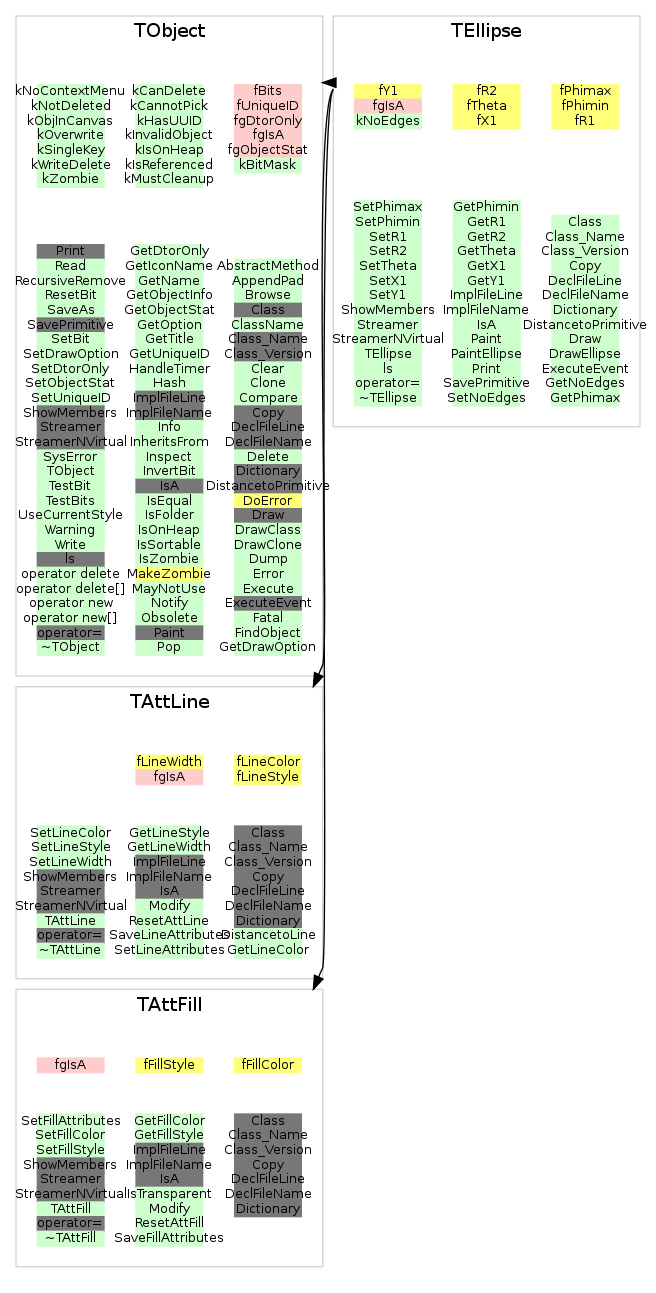 TObject
kNoContextMenu kCanDelete fBits
kNotDeleted kCannotPick fUniqueID
kObjInCanvas kHasUUID fgDtorOnly
kOverwrite kInvalidObject fgIsA
kSingleKey kIsOnHeap fgObjectStat
kWriteDelete kIsReferenced kBitMask
kZombie kMustCleanup
Print GetDtorOnly
Read GetIconName AbstractMethod
RecursiveRemove GetName AppendPad
ResetBit GetObjectInfo Browse
SaveAs GetObjectStat Class
SavePrimitive GetOption ClassName
SetBit GetTitle Class_Name
SetDrawOption GetUniqueID Class_Version
SetDtorOnly HandleTimer Clear
SetObjectStat Hash Clone
SetUniqueID ImplFileLine Compare
ShowMembers ImplFileName Copy
Streamer Info DeclFileLine
StreamerNVirtual InheritsFrom DeclFileName
SysError Inspect Delete
TObject InvertBit Dictionary
TestBit IsA DistancetoPrimitive
TestBits IsEqual DoError
UseCurrentStyle IsFolder Draw
Warning IsOnHeap DrawClass
Write IsSortable DrawClone
ls IsZombie Dump
operator delete MakeZombie Error
operator delete[] MayNotUse Execute
operator new Notify ExecuteEvent
operator new[] Obsolete Fatal
operator= Paint FindObject
~TObject Pop GetDrawOption
TEllipse
fY1 fR2 fPhimax
fgIsA fTheta fPhimin
kNoEdges fX1 fR1
SetPhimax GetPhimin
SetPhimin GetR1 Class
SetR1 GetR2 Class_Name
SetR2 GetTheta Class_Version
SetTheta GetX1 Copy
SetX1 GetY1 DeclFileLine
SetY1 ImplFileLine DeclFileName
ShowMembers ImplFileName Dictionary
Streamer IsA DistancetoPrimitive
StreamerNVirtual Paint Draw
TEllipse PaintEllipse DrawEllipse
ls Print ExecuteEvent
operator= SavePrimitive GetNoEdges
~TEllipse SetNoEdges GetPhimax
TAttLine
fLineWidth fLineColor
fgIsA fLineStyle
SetLineColor GetLineStyle Class
SetLineStyle GetLineWidth Class_Name
SetLineWidth ImplFileLine Class_Version
ShowMembers ImplFileName Copy
Streamer IsA DeclFileLine
StreamerNVirtual Modify DeclFileName
TAttLine ResetAttLine Dictionary
operator= SaveLineAttributes DistancetoLine
~TAttLine SetLineAttributes GetLineColor
TAttFill
fgIsA fFillStyle fFillColor
SetFillAttributes GetFillColor Class
SetFillColor GetFillStyle Class_Name
SetFillStyle ImplFileLine Class_Version
ShowMembers ImplFileName Copy
Streamer IsA DeclFileLine
StreamerNVirtual IsTransparent DeclFileName
TAttFill Modify Dictionary
operator= ResetAttFill
~TAttFill SaveFillAttributes